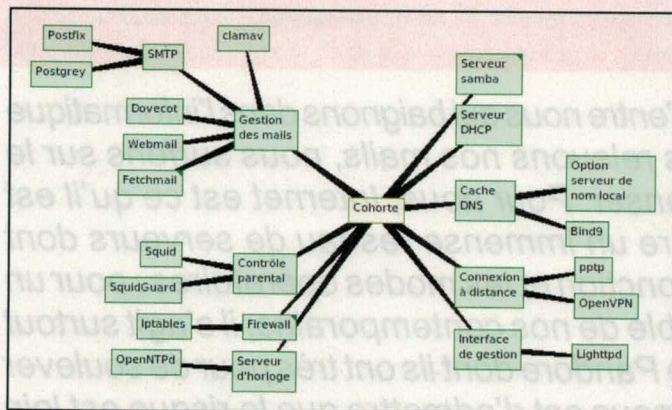 Postfix
Postgrey
SMTP
clamav
Dovecot
Webmail
Fetchmail
Gestion
des mails
Serveur
samba
Serveur
DHCP
Cohorte
Cache
DNS
Option
serveur de
nom local
Bind9
Squid
SquidGuard
Contrôle
parental
Iptables
Firewall
OpenNTPd
Serveur
d'horloge
Connexion
à distance
pptp
OpenVPN
Interface
de gestion
Lighttpd